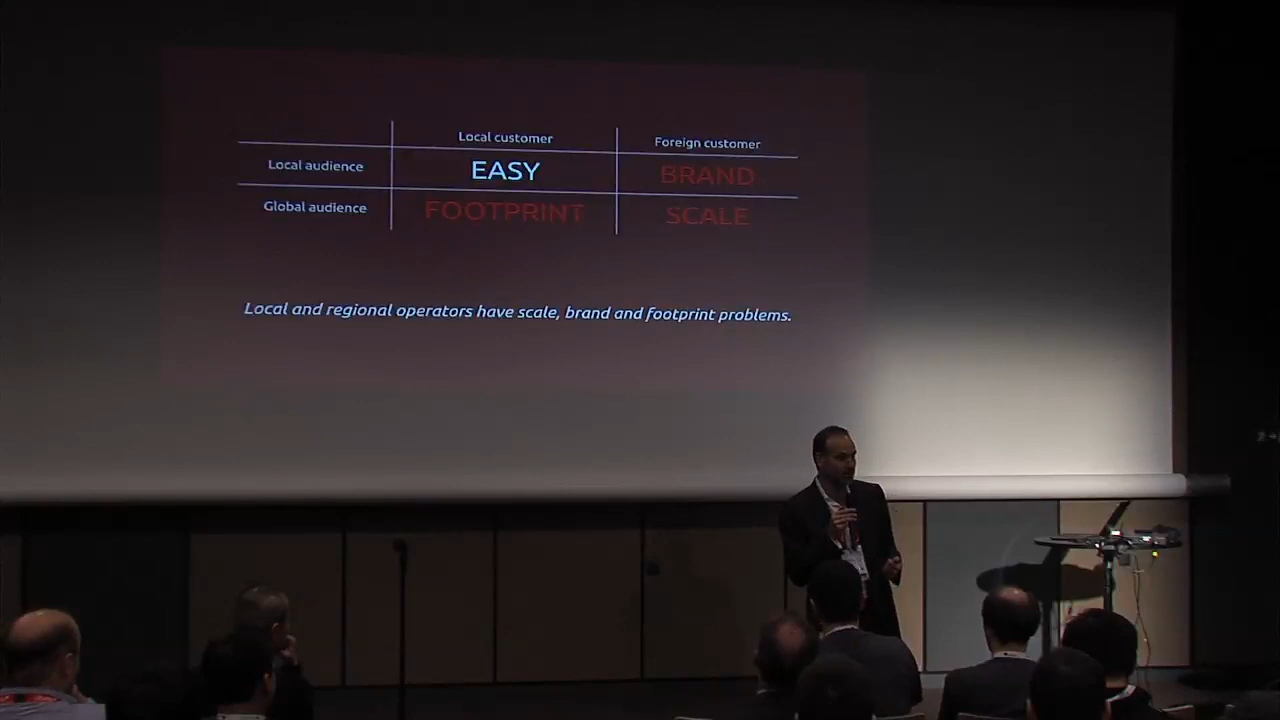 Local customer Foreign customer
Local audience EASY BRAND
Global audience FOOTPRINT SCALE
Local and regional operators have scale, brand and footprint problems.